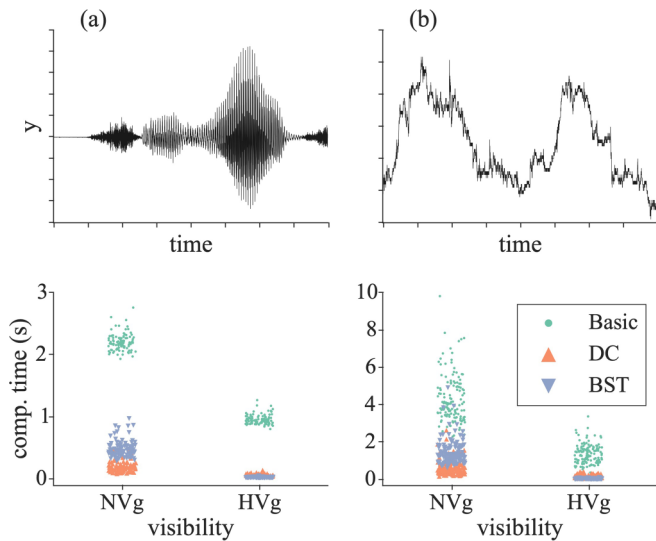 (a)
(b)
y
time
time
3
2
1
0
comp. time (s)
NVg
HVg
visibility
10
8
6
4
2
0
Basic
DC
BST
NVg
HVg
visibility